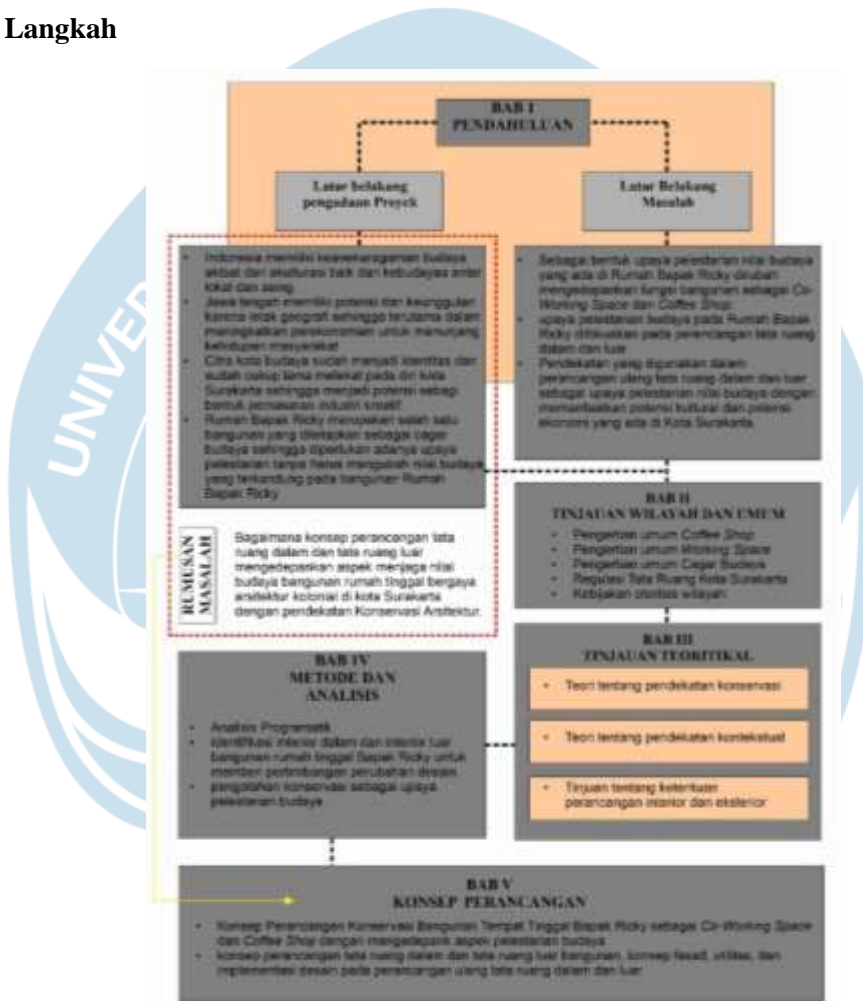 Langkah
BAB I
PENDAHULUAN
Latar belakang
pengadaan Proyek
Latar Belakang
Masalah
• Indonesia memiliki keanekaragaman budaya
akibat dari akulturasi baik dari kebudayaa antar
lokal dan asing
• Jawa tengah memiliki potensi dan keunggulan
karena letak geografi sehingga terutama dalam
meningkatkan perekonomian untuk menunjang
kehidupan masyarakat
• Citra kota budaya sudah menjadi identitas dan
sudah cukup lama melekat pada diri kota
Surakarta sehingga menjadi potensi sebagi
bentuk pemasaran industri kreatif
• Rumah Bapak Ricky merupakan salah satu
bangunan yang ditetapkan sebagai cagar
budaya sehingga diperlukan adanya upaya
pelestarian tanpa harus mengubah nilai budaya
yang terkandung pada bangunan Rumah
Bapak Ricky
• Sebagai bentuk upaya pelestarian nilai budaya
yang ada di Rumah Bapak Ricky dirubah
mengedepankan fungsi bangunan sebagai Co-
Working Space dan Coffee Shop
• upaya pelestarian budaya pada Rumah Bapak
Ricky difokuskan pada perancangan tata ruang
dalam dan luar
• Pendekatan yang digunakan dalam
perancangan ulang tata ruang dalam dan luar
sebagai upaya pelestarian nilai budaya dengan
memanfaatkan potensi kultural dan potensi
ekonomi yang ada di Kota Surakarta.
RUMUSAN
MASALAH
Bagaimana konsep perancangan tata
ruang dalam dan tata ruang luar
mengedepankan aspek menjaga nilai
budaya bangunan rumah tinggal bergaya
arsitektur kolonial di kota Surakarta
dengan pendekatan Konservasi Arsitektur.
BAB II
TINJAUAN WILAYAH DAN UMUM
• Pengertian umum Coffee Shop
• Pengertian umum Working Space
• Pengertian umum Cagar Budaya
• Regulasi Tata Ruang Kota Surakarta
• Kebijakan otoritas wilayah
BAB III
TINJAUAN TEORITIKAL
• Teori tentang pendekatan konservasi
• Teori tentang pendekatan kontekstual
• Tinjuan tentang ketentuan
perancangan interior dan eksterior
BAB IV
METODE DAN
ANALISIS
• Analisis Programatik
• identifikasi interior dalam dan interior luar
bangunan rumah tinggal Bapak Ricky untuk
memberi pertimbangan perubahan desain
• pengolahan konservasi sebagai upaya
pelestarian budaya
BAB V
KONSEP PERANCANGAN
• Konsep Perancangan Konservasi Bangunan Tempat Tinggal Bapak Ricky sebagai Co-Working Space
dan Coffee Shop dengan mengedepank aspek pelestarian budaya
• konsep perancangan tata ruang dalam dan tata ruang luar bangunan, konsep fasad, utilitas, dan
implementasi desain pada perancangan ulang tata ruang dalam dan luar
UNIVER